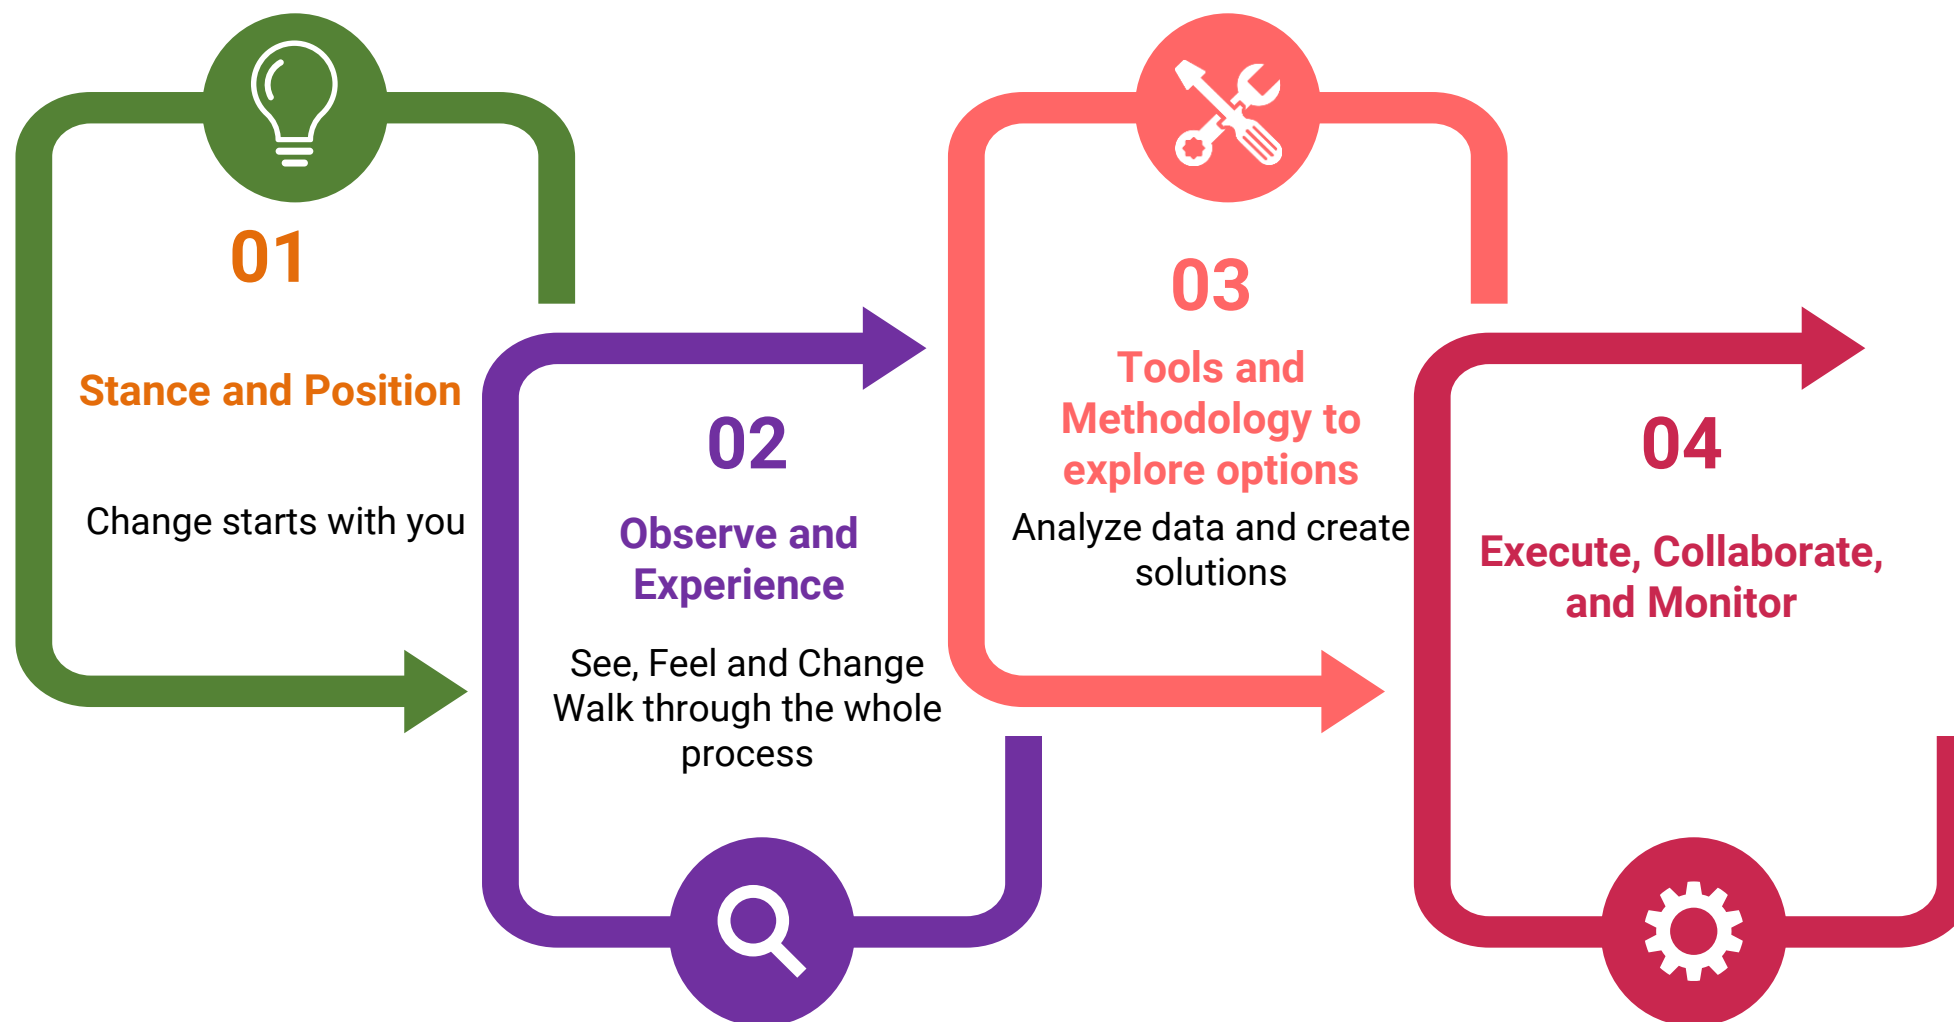 01
Stance and Position
Change starts with you
02
Observe and
Experience
See, Feel and Change
Walk through the whole
process
03
Tools and
Methodology to
explore options
Analyze data and create
solutions
04
Execute, Collaborate,
and Monitor